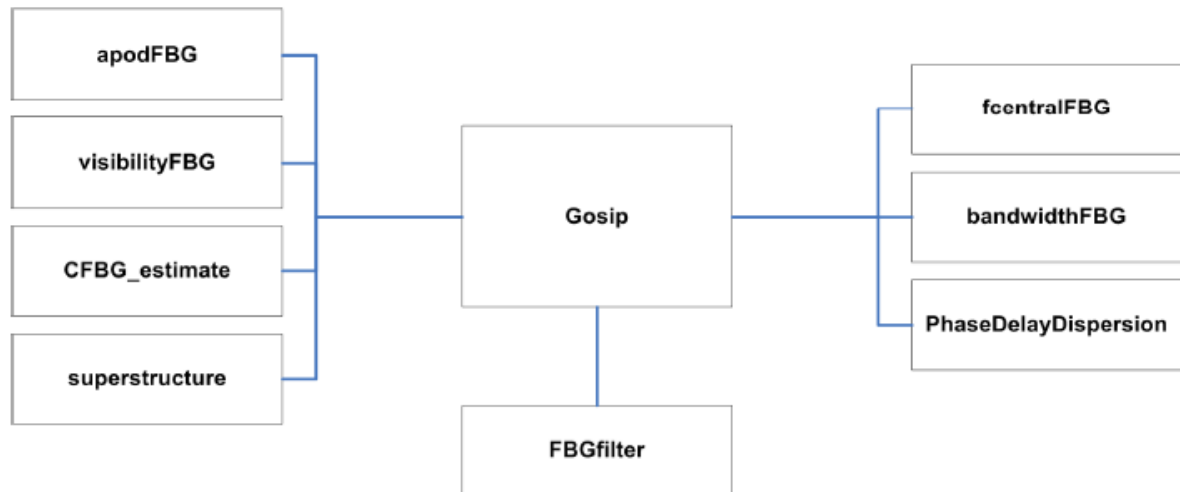 apodFBG
visibilityFBG
CFBG_estimate
superstructure
Gosip
FBGfilter
fcentralFBG
bandwidthFBG
PhaseDelayDispersion